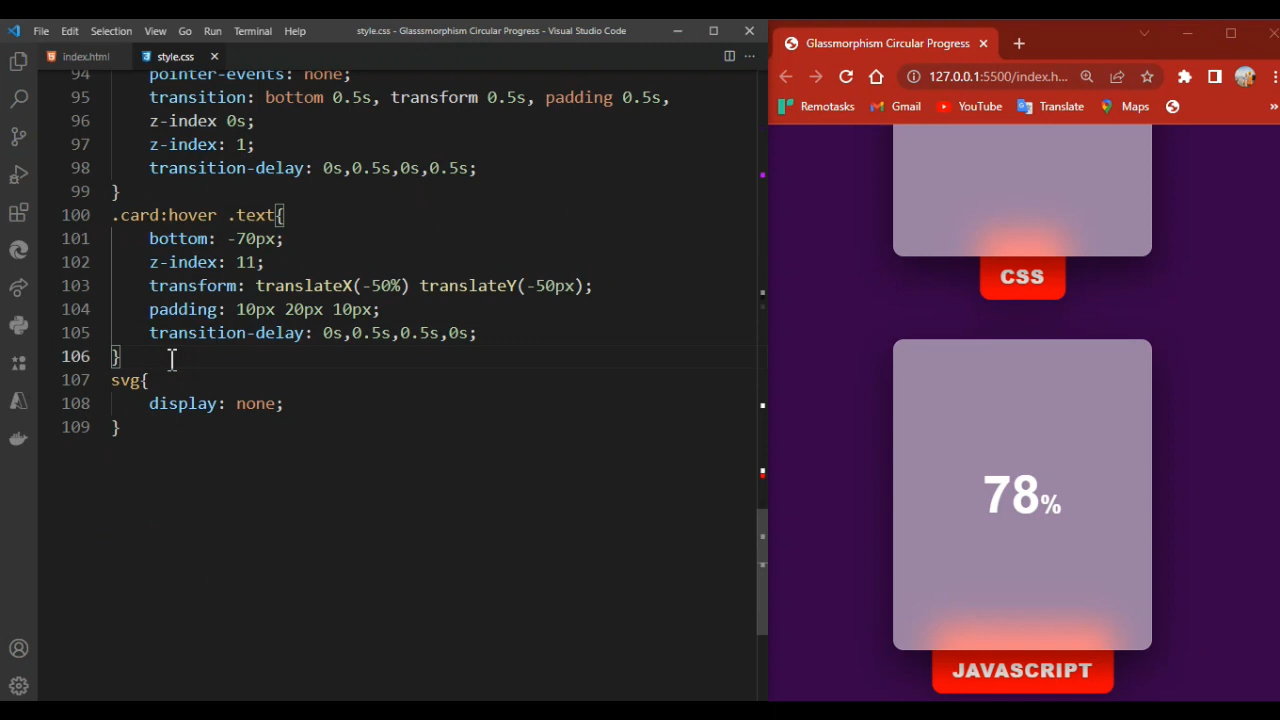 File Edit Selection View Go Run Terminal Help
style.css - Glasssmorphism Circular Progress - Visual Studio Code
index.html
style.css
94 pointer-events: none;
95 transition: bottom 0.5s, transform 0.5s, padding 0.5s,
96 z-index 0s;
97 z-index: 1;
98 transition-delay: 0s,0.5s,0s,0.5s;
99 }
100 .card:hover .text{
101 bottom: -70px;
102 z-index: 11;
103 transform: translateX(-50%) translateY(-50px);
104 padding: 10px 20px 10px;
105 transition-delay: 0s,0.5s,0.5s,0s;
106 }
107 svg{
108 display: none;
109 }
Glassmorphism Circular Progress
127.0.0.1:5500/index.h...
Remotasks Gmail YouTube Translate Maps
CSS
78%
JAVASCRIPT